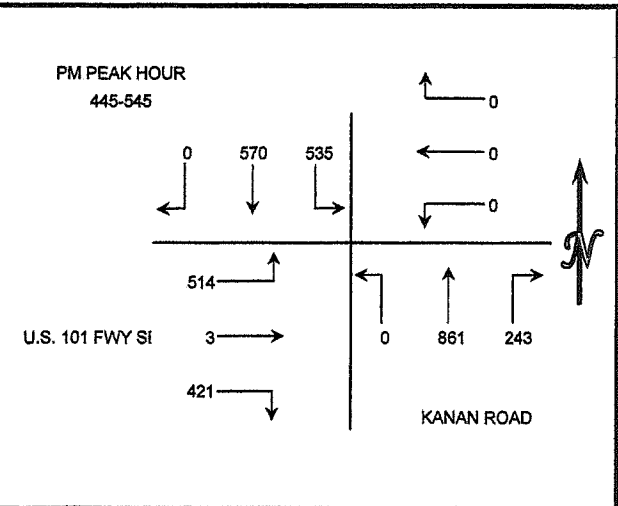 PM PEAK HOUR
445-545
0
0 570 535
0
0
N
514
U.S. 101 FWY SI
3
0 861 243
421
KANAN ROAD